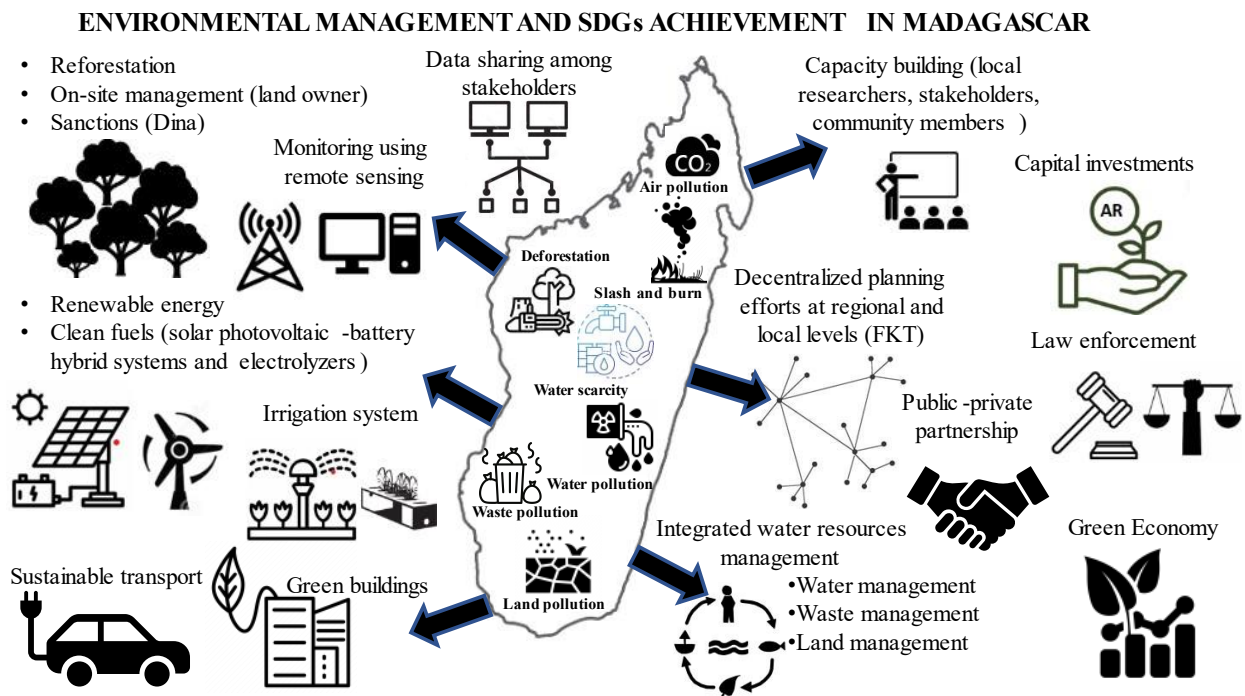 ENVIRONMENTAL MANAGEMENT AND SDGs ACHIEVEMENT IN MADAGASCAR
• Reforestation
• On-site management (land owner)
• Sanctions (Dina)
Monitoring using
remote sensing
Data sharing among
stakeholders
Capacity building (local
researchers, stakeholders,
community members )
Capital investments
AR
CO2
Air pollution
Deforestation
Slash and burn
Water scarcity
Water pollution
Waste pollution
Land pollution
• Renewable energy
• Clean fuels (solar photovoltaic -battery
hybrid systems and electrolyzers )
Irrigation system
Decentralized planning
efforts at regional and
local levels (FKT)
Law enforcement
Public -private
partnership
Sustainable transport
Green buildings
Integrated water resources
management
•Water management
•Waste management
•Land management
Green Economy